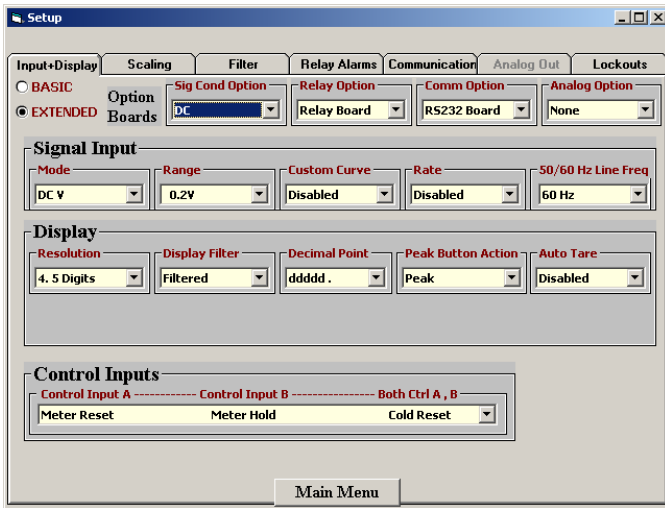 Setup
Input+Display Scaling Filter Relay Alarms Communication Analog Out Lockouts
BASIC
EXTENDED
Option Boards
Sig Cond Option Relay Option Comm Option Analog Option
DC Relay Board RS232 Board None
Signal Input
Mode Range Custom Curve Rate 50/60 Hz Line Freq
DC V 0.2V Disabled Disabled 60 Hz
Display
Resolution Display Filter Decimal Point Peak Button Action Auto Tare
4. 5 Digits Filtered ddddd . Peak Disabled
Control Inputs
Control Input A ------------ Control Input B ---------------- Both Ctrl A , B
Meter Reset Meter Hold Cold Reset
Main Menu